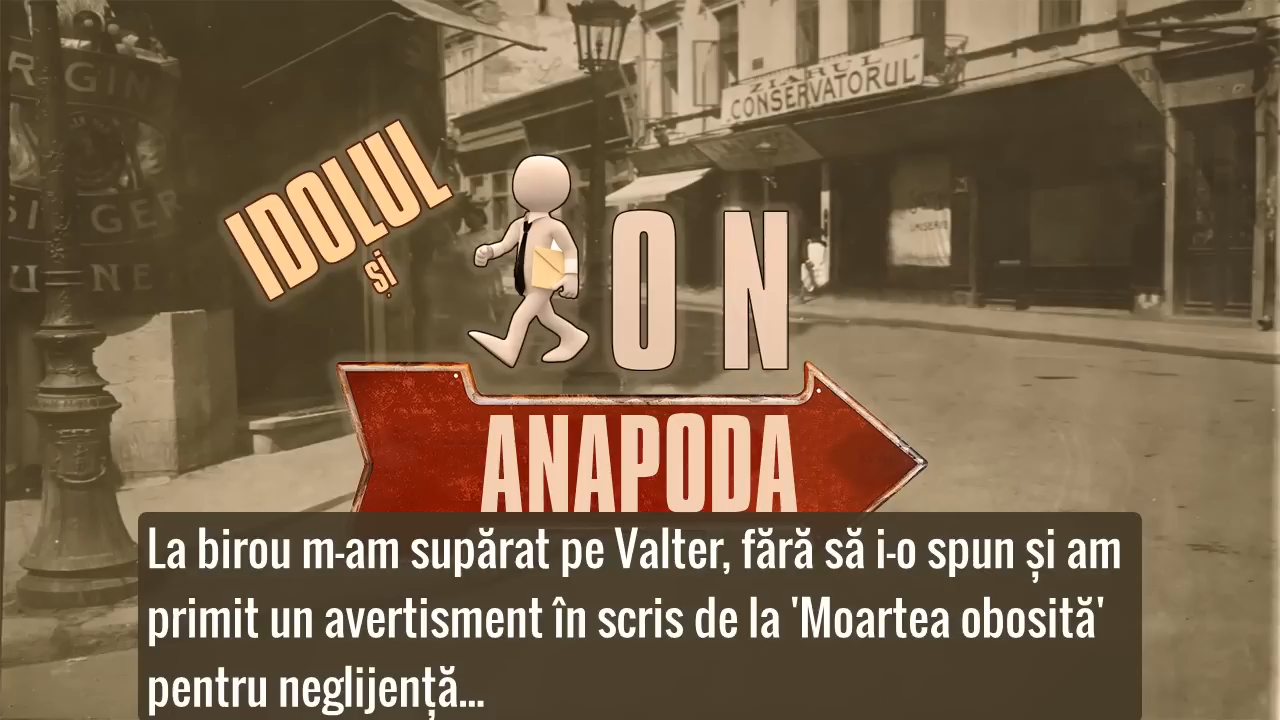 ZIARUL
"CONSERVATORUL"
IDOLUL
și
ION
ANAPODA
La birou m-am supărat pe Valter, fără să i-o spun și am
primit un avertisment în scris de la 'Moartea obosită'
pentru neglijență...